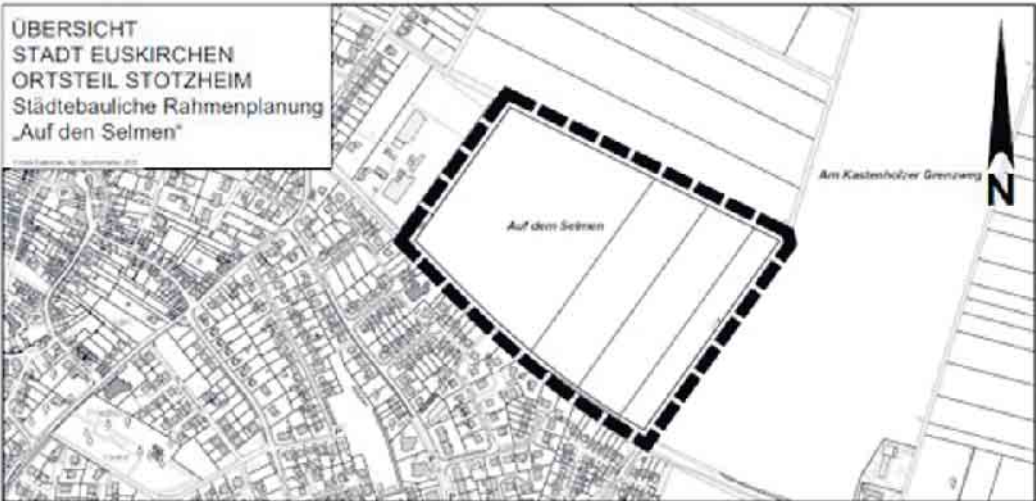 ÜBERSICHT
STADT EUSKIRCHEN
ORTSTEIL STOTZHEIM
Städtebauliche Rahmenplanung
„Auf den Selmen“
Am Kastenholzer Grenzweg
N
Auf dem Selmen